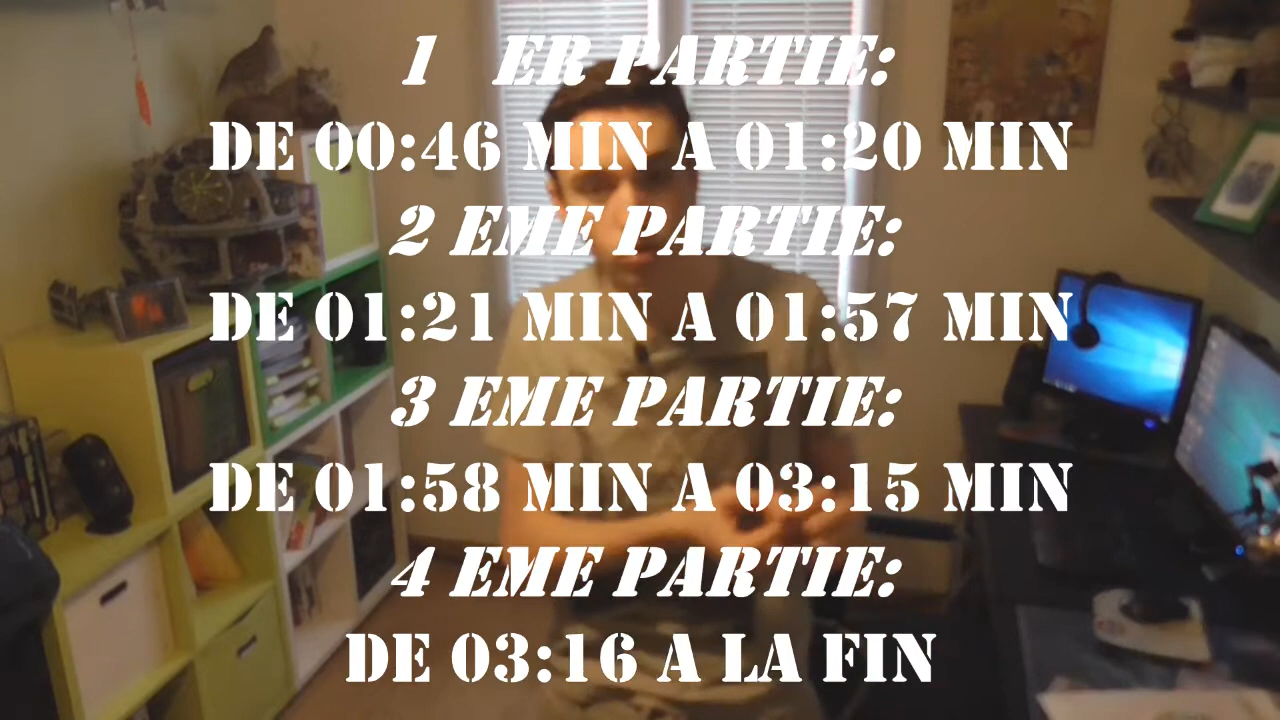 1 ER PARTIE:
DE 00:46 MIN A 01:20 MIN
2 EME PARTIE:
DE 01:21 MIN A 01:57 MIN
3 EME PARTIE:
DE 01:58 MIN A 03:15 MIN
4 EME PARTIE:
DE 03:16 A LA FIN